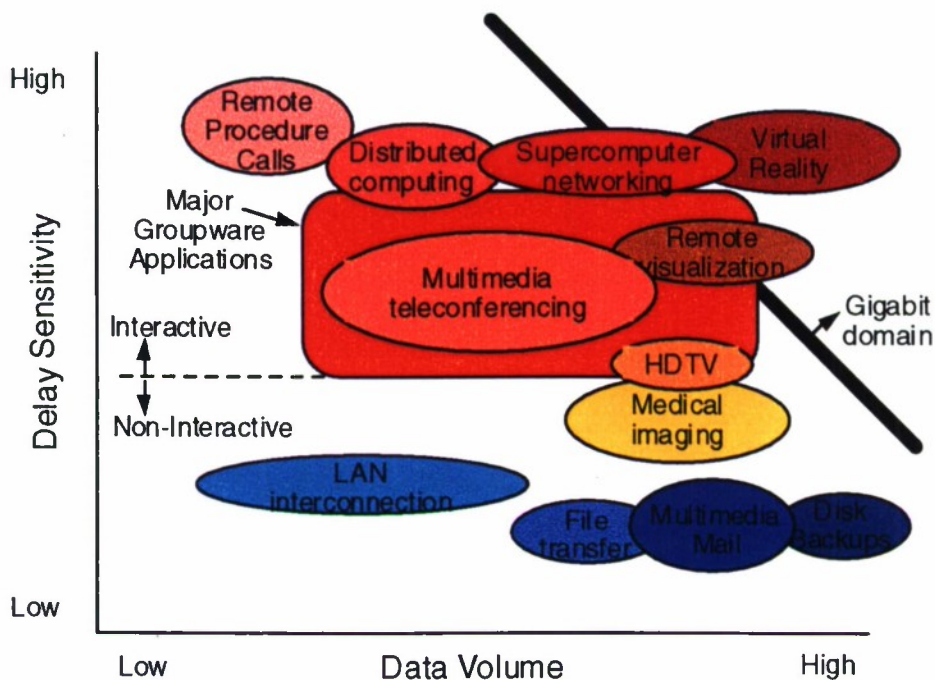 High
Remote
Procedure
Calls
Distributed
computing
Supercomputer
networking
Virtual
Reality
Major
Groupware
Applications
Remote
visualization
Multimedia
teleconferencing
Gigabit
domain
Interactive
HDTV
Non-Interactive
Medical
imaging
LAN
interconnection
File
transfer
Multimedia
Mail
Disk
Backups
Delay Sensitivity
Low
Low
Data Volume
High